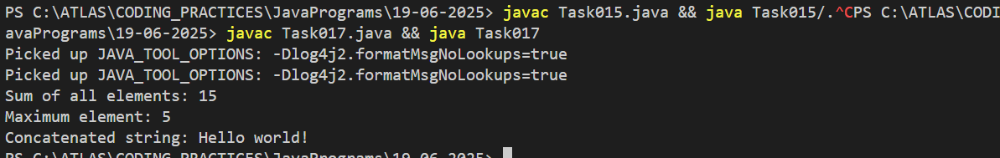 PS C:\ATLAS\CODING_PRACTICES\JavaPrograms\19-06-2025> javac Task015.java && java Task015/.^CPS C:\ATLAS\CODI
avaPrograms\19-06-2025> javac Task017.java && java Task017
Picked up JAVA_TOOL_OPTIONS: -Dlog4j2.formatMsgNoLookups=true
Picked up JAVA_TOOL_OPTIONS: -Dlog4j2.formatMsgNoLookups=true
Sum of all elements: 15
Maximum element: 5
Concatenated string: Hello world!
PS C:\ATLAS\CODING_PRACTICES\JavaPrograms\19-06-2025>